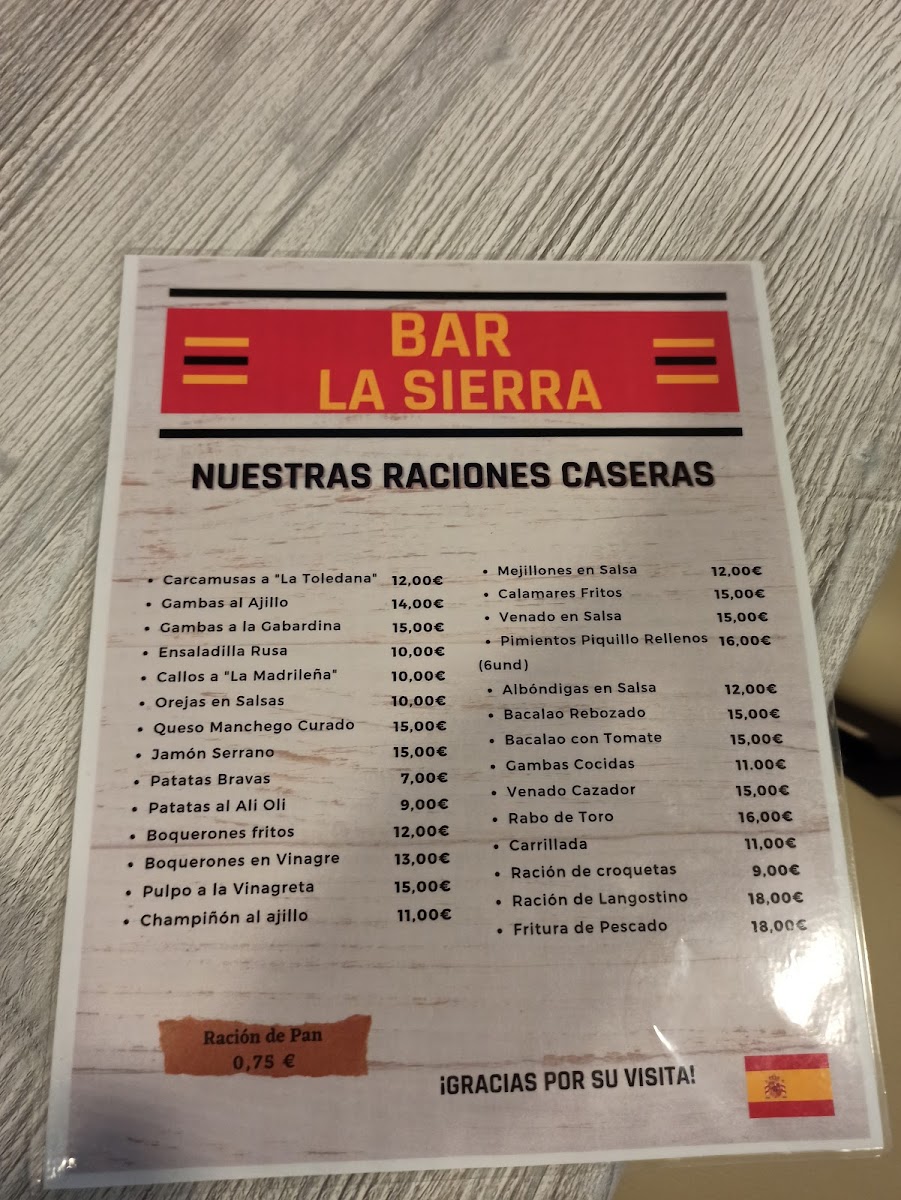 BAR
LA SIERRA
NUESTRAS RACIONES CASERAS
• Carcamusas a "La Toledana" 12,00€
• Gambas al Ajillo 14,00€
• Gambas a la Gabardina 15,00€
• Ensaladilla Rusa 10,00€
• Callos a "La Madrileña" 10,00€
• Orejas en Salsas 10,00€
• Queso Manchego Curado 15,00€
• Jamón Serrano 15,00€
• Patatas Bravas 7,00€
• Patatas al Ali Oli 9,00€
• Boquerones fritos 12,00€
• Boquerones en Vinagre 13,00€
• Pulpo a la Vinagreta 15,00€
• Champiñón al ajillo 11,00€
• Mejillones en Salsa 12,00€
• Calamares Fritos 15,00€
• Venado en Salsa 15,00€
• Pimientos Piquillo Rellenos 16,00€
(6und)
• Albóndigas en Salsa 12,00€
• Bacalao Rebozado 15,00€
• Bacalao con Tomate 15,00€
• Gambas Cocidas 11.00€
• Venado Cazador 15,00€
• Rabo de Toro 16,00€
• Carrillada 11,00€
• Ración de croquetas 9,00€
• Ración de Langostino 18,00€
• Fritura de Pescado 18,00€
Ración de Pan
0,75 €
¡GRACIAS POR SU VISITA!